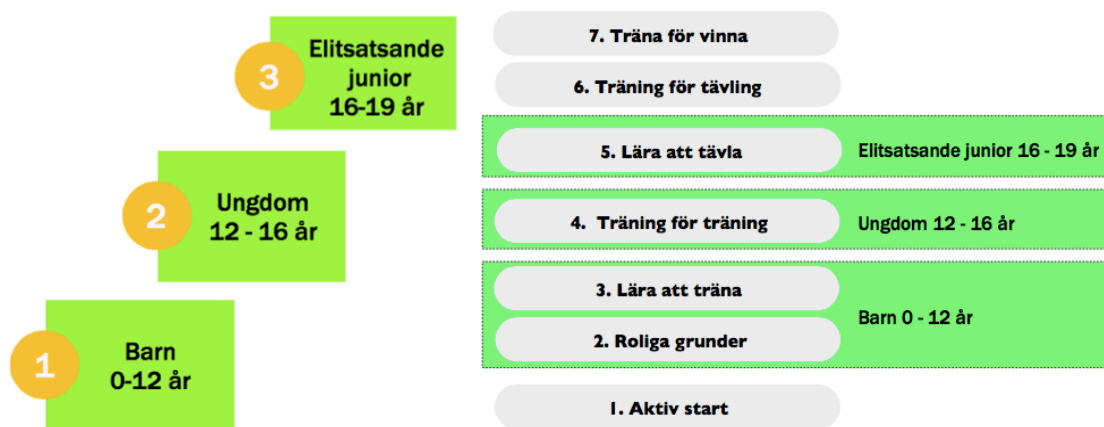 3
Elitsatsande
junior
16-19 år
2
Ungdom
12 - 16 år
1
Barn
0-12 år
7. Träna för vinna
6. Träning för tävling
5. Lära att tävla
Elitsatsande junior 16 - 19 år
4. Träning för träning
Ungdom 12 - 16 år
3. Lära att träna
2. Roliga grunder
Barn 0 - 12 år
1. Aktiv start